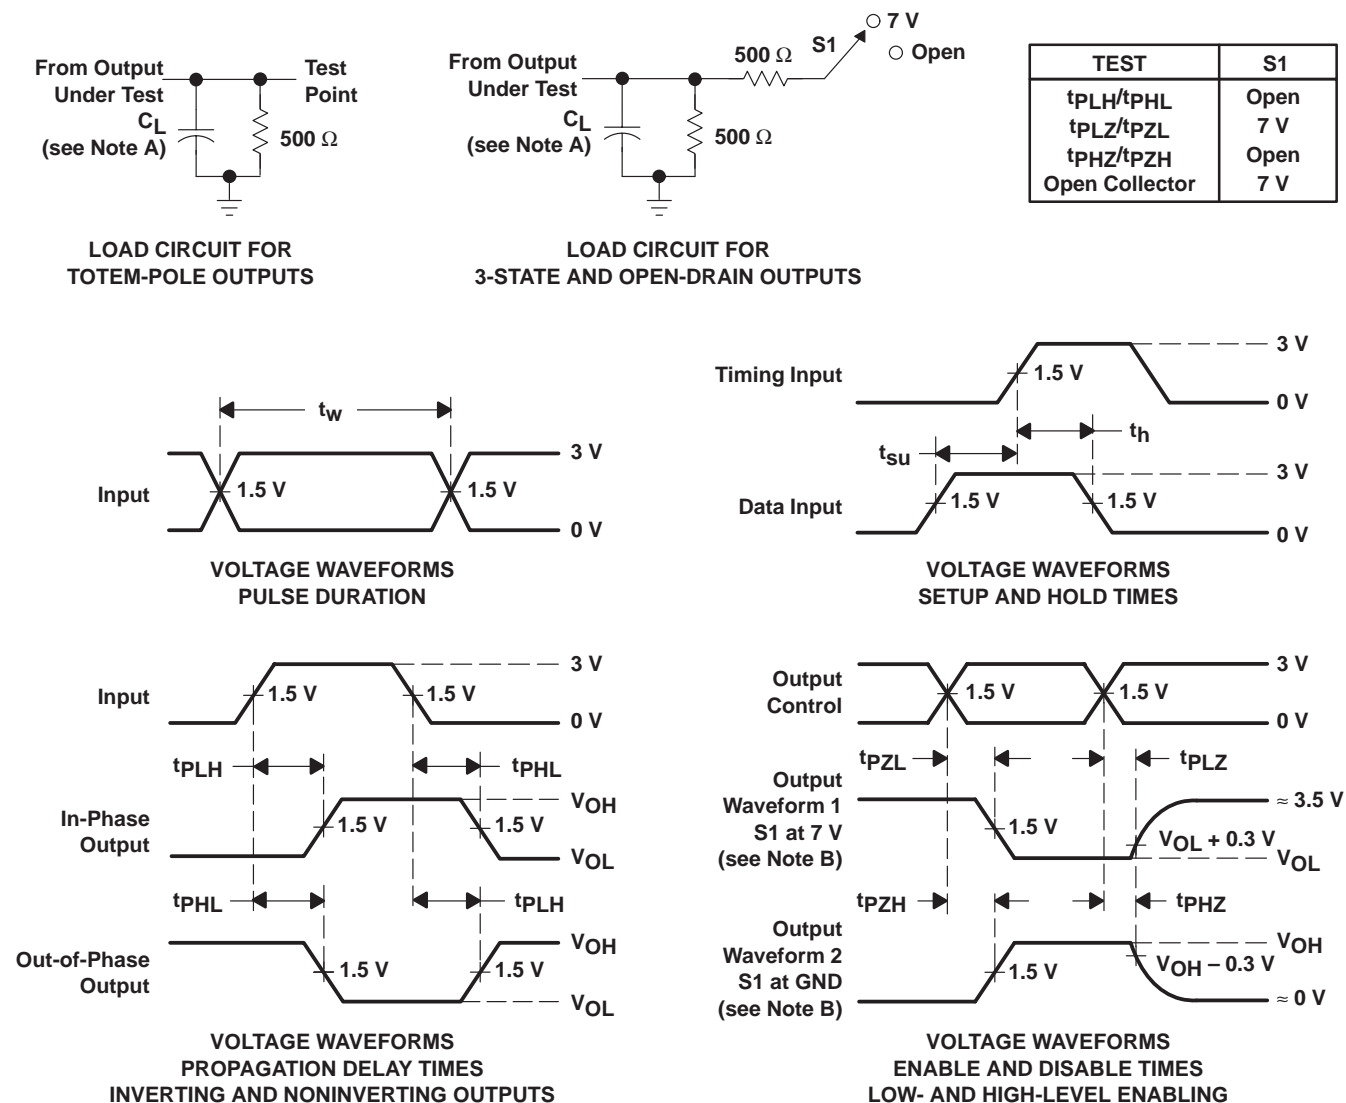 From Output
Under Test
Test
Point
CL
(see Note A)
500 Ω
LOAD CIRCUIT FOR
TOTEM-POLE OUTPUTS
From Output
Under Test
CL
(see Note A)
500 Ω
500 Ω
S1
7 V
Open
LOAD CIRCUIT FOR
3-STATE AND OPEN-DRAIN OUTPUTS
TEST S1
tPLH/tPHL Open
tPLZ/tPZL 7 V
tPHZ/tPZH Open
Open Collector 7 V
tw
Input
1.5 V
1.5 V
3 V
0 V
VOLTAGE WAVEFORMS
PULSE DURATION
Timing Input
1.5 V
3 V
0 V
th
tsu
Data Input
1.5 V
1.5 V
3 V
0 V
VOLTAGE WAVEFORMS
SETUP AND HOLD TIMES
Input
1.5 V
1.5 V
3 V
0 V
tPLH
tPHL
In-Phase
Output
1.5 V
1.5 V
VOH
VOL
tPHL
tPLH
Out-of-Phase
Output
1.5 V
1.5 V
VOH
VOL
VOLTAGE WAVEFORMS
PROPAGATION DELAY TIMES
INVERTING AND NONINVERTING OUTPUTS
Output
Control
1.5 V
1.5 V
3 V
0 V
tPZL
tPLZ
Output
Waveform 1
S1 at 7 V
(see Note B)
1.5 V
VOL + 0.3 V
≈ 3.5 V
VOL
tPZH
tPHZ
Output
Waveform 2
S1 at GND
(see Note B)
1.5 V
VOH – 0.3 V
VOH
≈ 0 V
VOLTAGE WAVEFORMS
ENABLE AND DISABLE TIMES
LOW- AND HIGH-LEVEL ENABLING